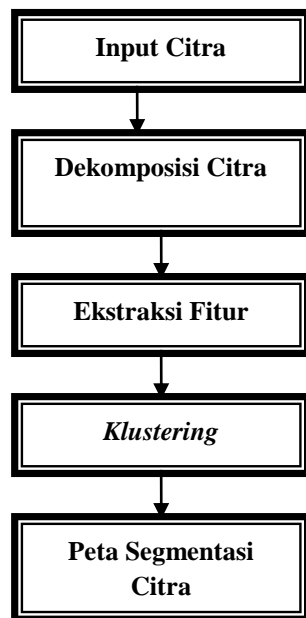 Input Citra
Dekomposisi Citra
Ekstraksi Fitur
Klustering
Peta Segmentasi
Citra